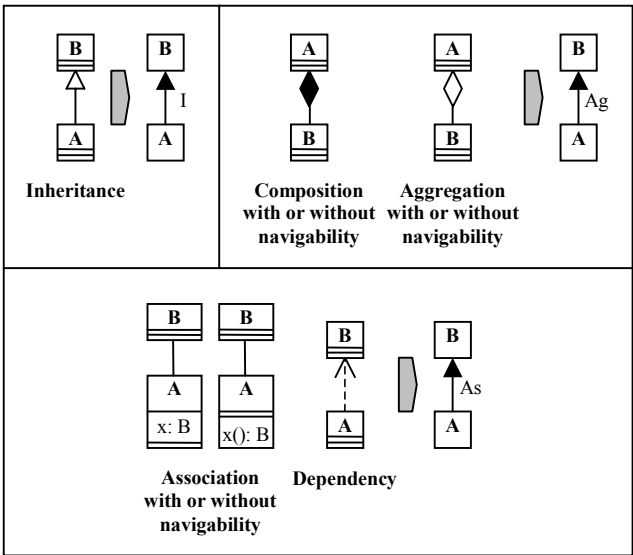 B
A
Inheritance
B
I
A
A
B
Composition
with or without
navigability
A
B
Aggregation
with or without
navigability
B
Ag
A
B
A
x: B
B
A
x(): B
Association
with or without
navigability
B
A
Dependency
B
As
A